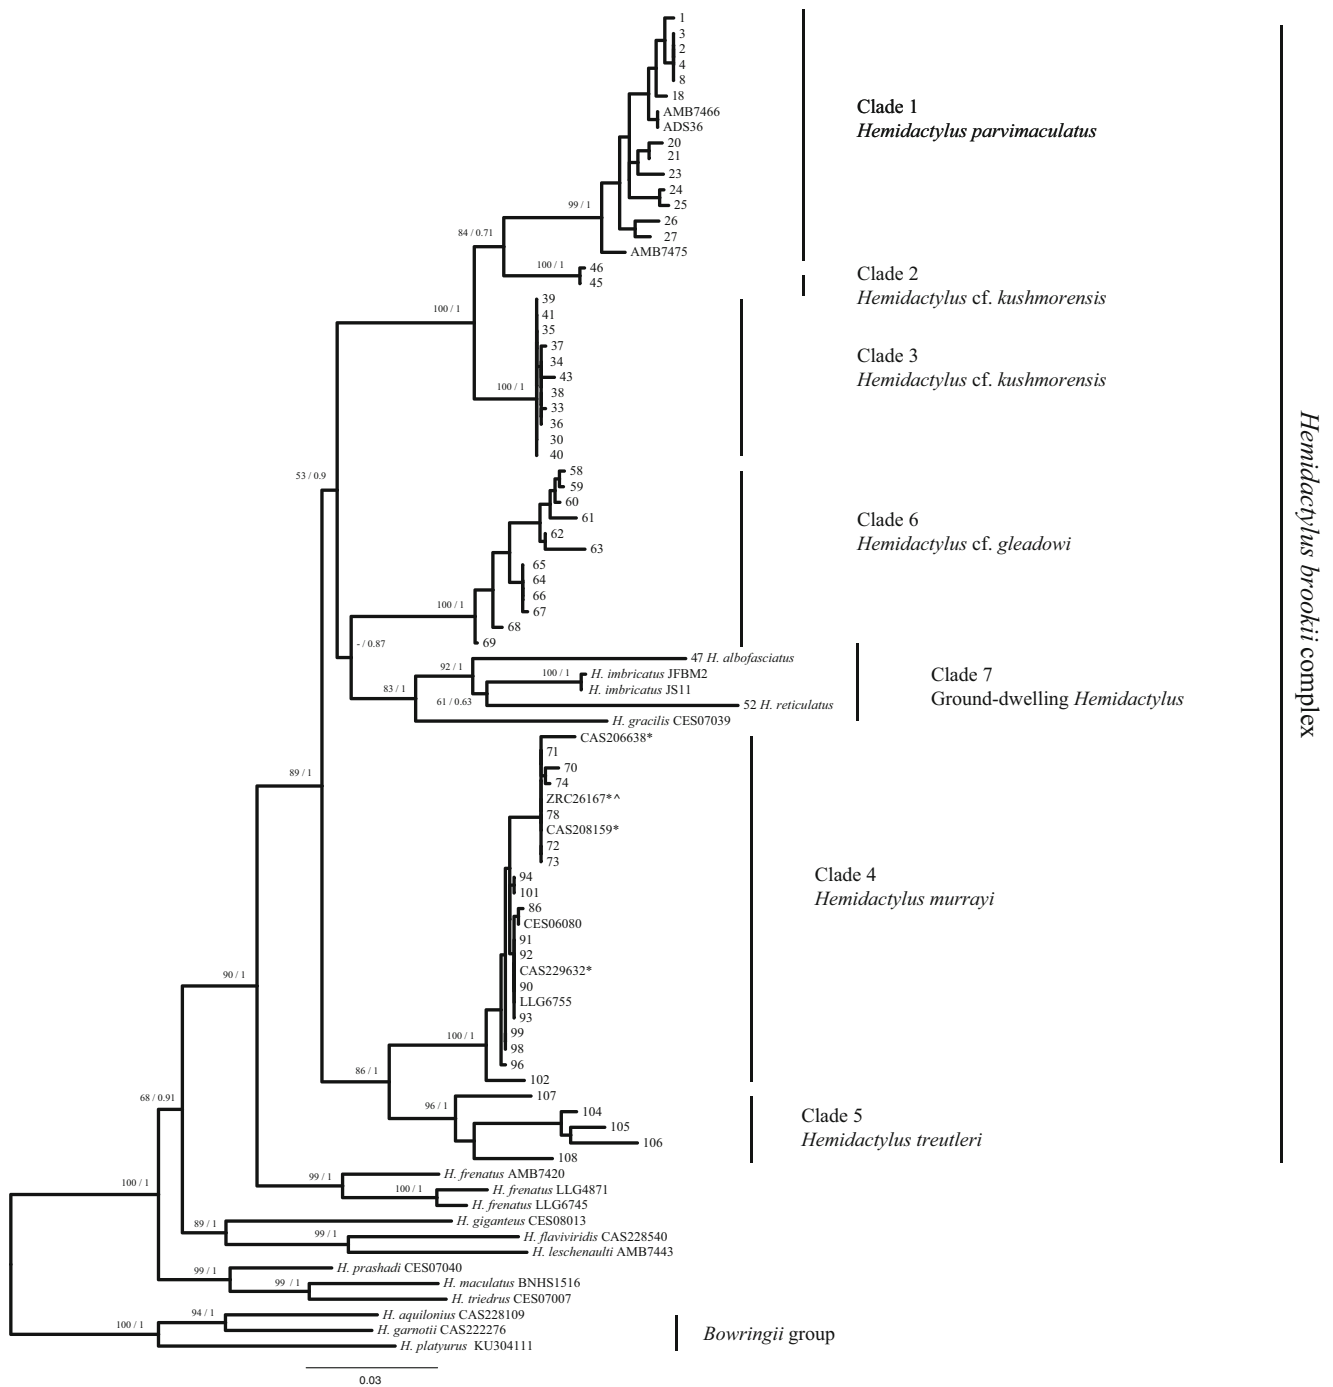 1
3
2
4
8
18
AMB7466
ADS36
20
21
23
24
25
26
27
AMB7475
99 / 1
84 / 0.71
100 / 1
46
45
Clade 1
Hemidactylus parvimaculatus
Clade 2
Hemidactylus cf. kushmorensis
100 / 1
39
41
35
37
34
43
38
33
36
30
40
100 / 1
Clade 3
Hemidactylus cf. kushmorensis
53 / 0.9
58
59
60
61
62
63
65
64
66
67
68
69
100 / 1
Clade 6
Hemidactylus cf. gleadowi
- / 0.87
47 H. albofasciatus
92 / 1
100 / 1
H. imbricatus JFBM2
H. imbricatus JS11
83 / 1
61 / 0.63
52 H. reticulatus
H. gracilis CES07039
Clade 7
Ground-dwelling Hemidactylus
CAS206638*
71
70
74
ZRC26167*^
78
CAS208159*
72
73
94
101
86
CES06080
91
92
CAS229632*
90
LLG6755
93
99
98
96
102
89 / 1
100 / 1
86 / 1
Clade 4
Hemidactylus murrayi
90 / 1
96 / 1
107
104
105
106
108
Clade 5
Hemidactylus treutleri
Hemidactylus brookii complex
68 / 0.91
H. frenatus AMB7420
99 / 1
100 / 1
H. frenatus LLG4871
H. frenatus LLG6745
100 / 1
H. giganteus CES08013
89 / 1
99 / 1
H. flaviviridis CAS228540
H. leschenaulti AMB7443
H. prashadi CES07040
99 / 1
99 / 1
H. maculatus BNHS1516
H. triedrus CES07007
H. aquilonius CAS228109
94 / 1
100 / 1
H. garnotii CAS222276
H. platyurus KU304111
Bowringii group
0.03